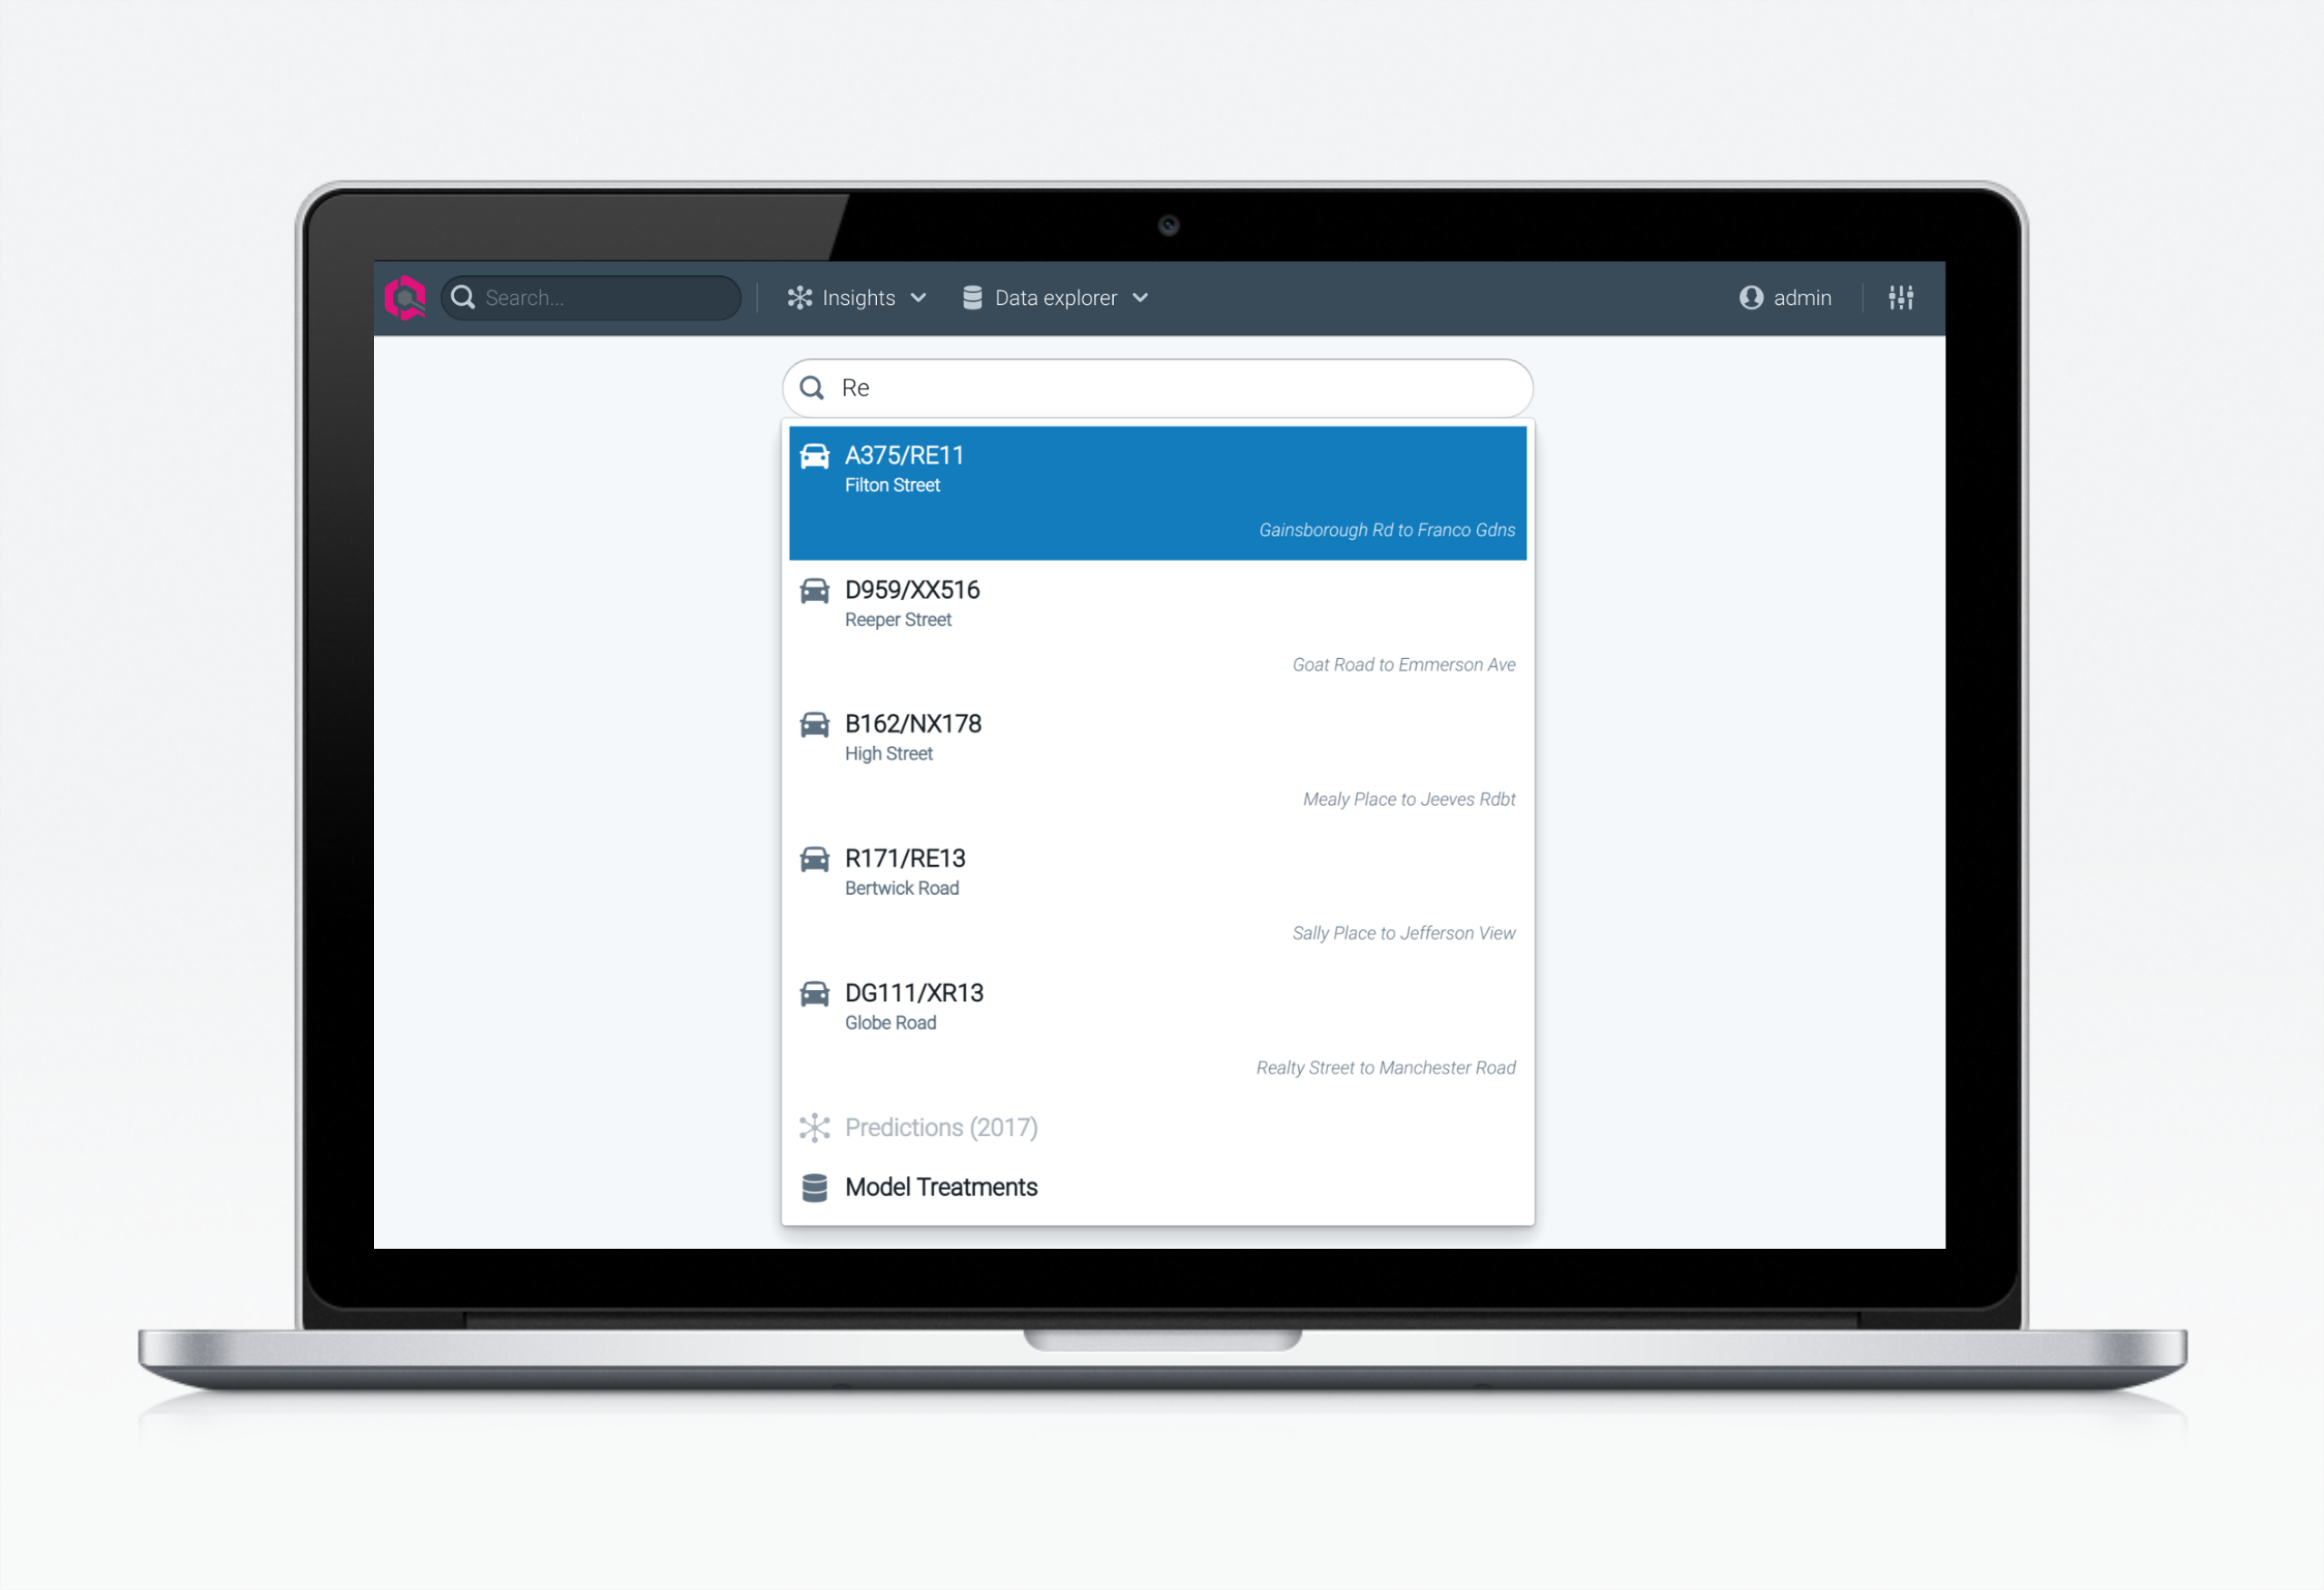 Search...
Insights
Data explorer
admin
Re
A375/RE11
Filton Street
Gainsborough Rd to Franco Gdns
D959/XX516
Reeper Street
Goat Road to Emmerson Ave
B162/NX178
High Street
Mealy Place to Jeeves Rdbt
R171/RE13
Bertwick Road
Sally Place to Jefferson View
DG111/XR13
Globe Road
Realty Street to Manchester Road
Predictions (2017)
Model Treatments